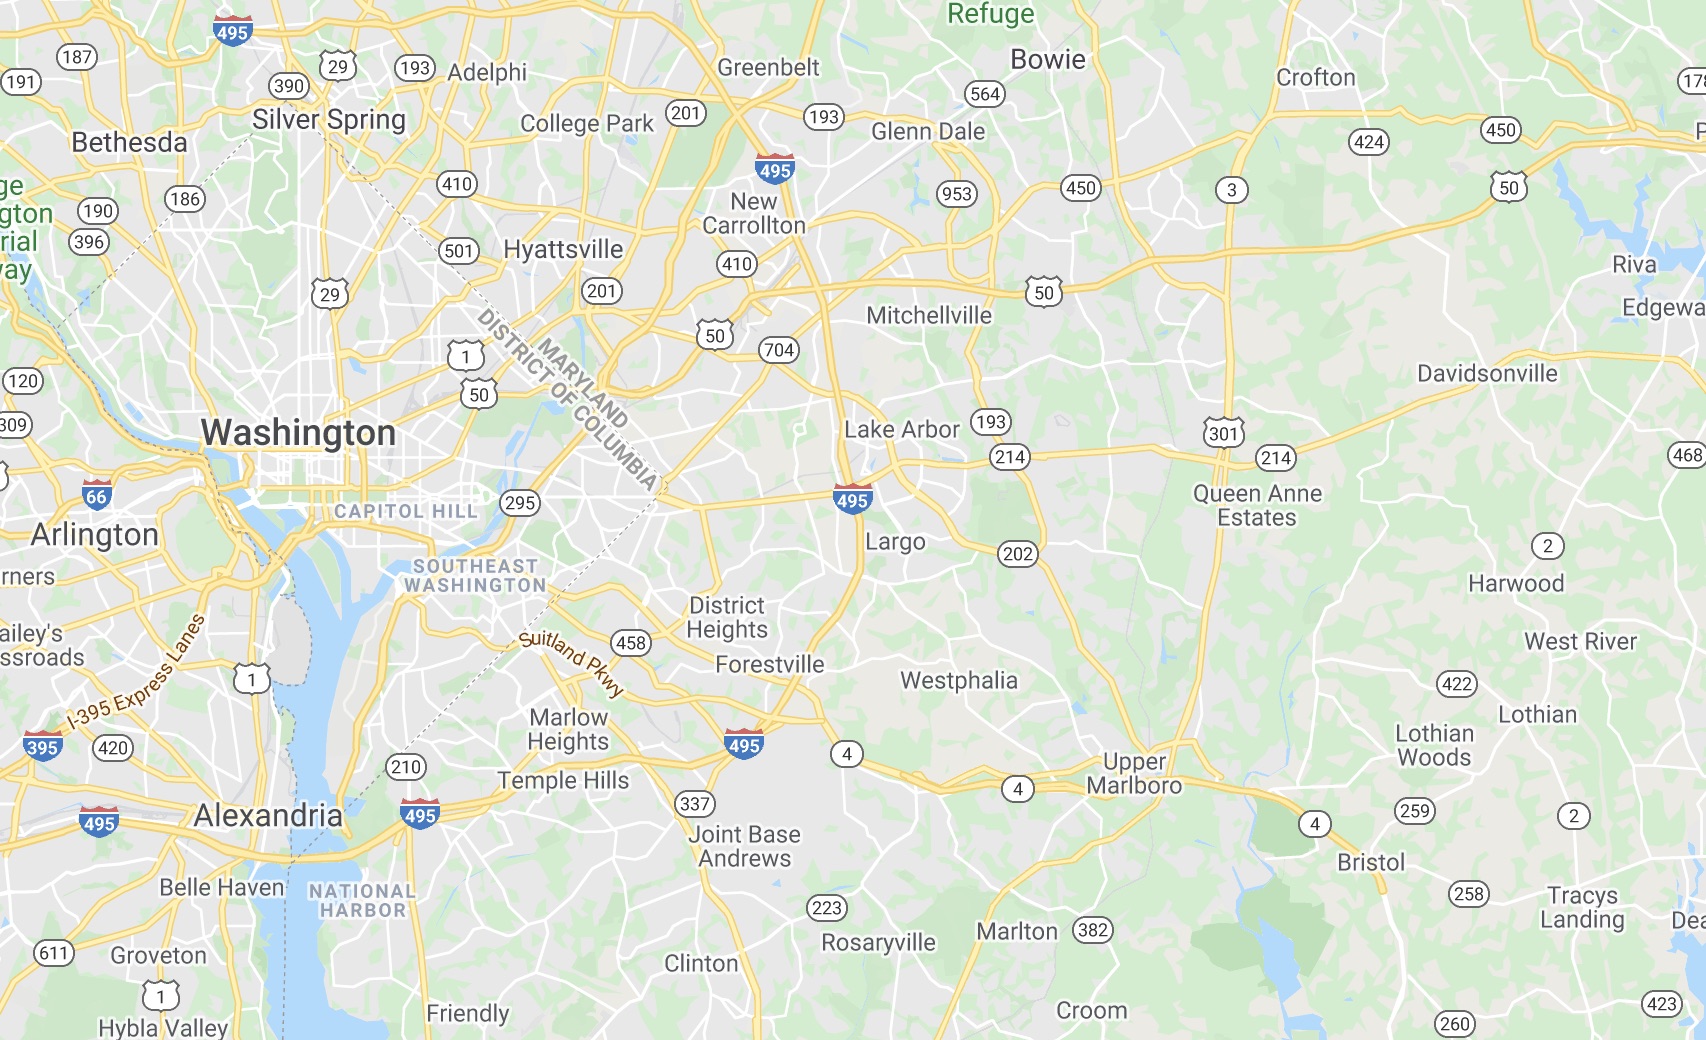 Refuge
495
187
29
193
Adelphi
Greenbelt
Bowie
Crofton
191
390
564
178
Silver Spring
College Park
201
193
Glenn Dale
424
450
Bethesda
410
495
186
New
Carrollton
953
450
3
50
190
396
501
Hyattsville
410
Riva
29
201
50
Mitchellville
50
1
704
MARYLAND
DISTRICT OF COLUMBIA
120
50
Davidsonville
309
Washington
Lake Arbor
193
301
214
214
468
66
CAPITOL HILL
295
495
Queen Anne
Estates
Arlington
Largo
202
2
rners
SOUTHEAST
WASHINGTON
Harwood
District
Heights
ailey's
ssroads
I-395 Express Lanes
Suitland Pkwy
458
West River
Forestville
1
Westphalia
422
Marlow
Heights
Lothian
395
420
495
4
Lothian
Woods
210
Temple Hills
Upper
Marlboro
4
337
259
2
495
Alexandria
495
Joint Base
Andrews
4
Bristol
Belle Haven
NATIONAL
HARBOR
223
258
Tracys
Landing
Rosaryville
Marlton
382
611
Groveton
Clinton
1
Friendly
Croom
423
Hybla Valley
260